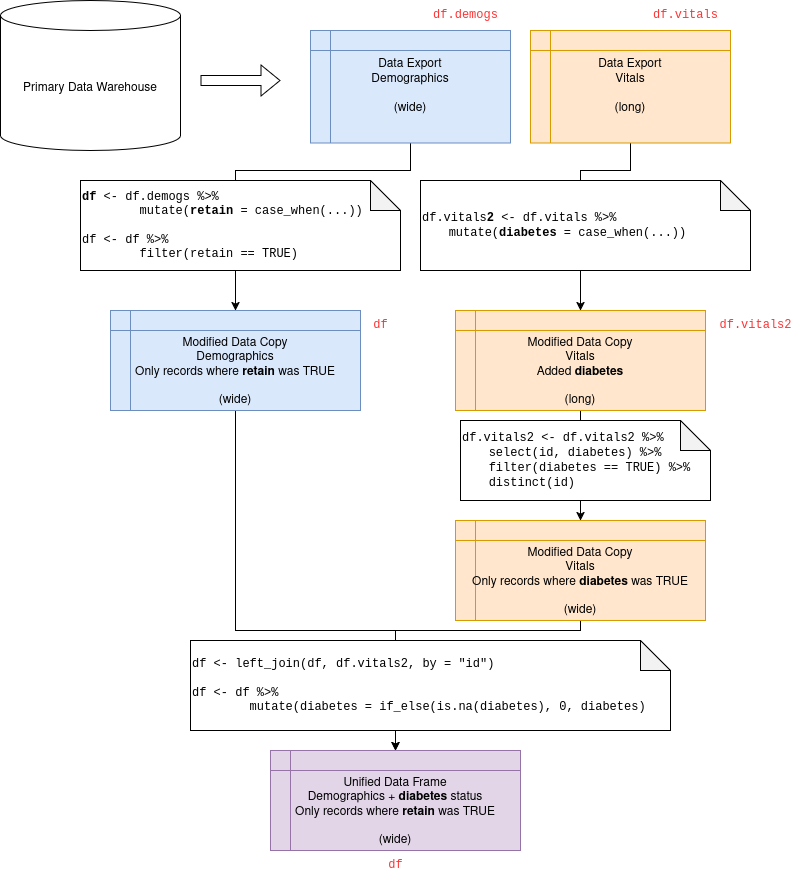 df.demogs
df.vitals
Primary Data Warehouse
Data Export
Demographics
(wide)
Data Export
Vitals
(long)
df <- df.demogs %>%
mutate(retain = case_when(...))
df <- df %>%
filter(retain == TRUE)
df.vitals2 <- df.vitals %>%
mutate(diabetes = case_when(...))
df
Modified Data Copy
Demographics
Only records where retain was TRUE
(wide)
df.vitals2
Modified Data Copy
Vitals
Added diabetes
(long)
df.vitals2 <- df.vitals2 %>%
select(id, diabetes) %>%
filter(diabetes == TRUE) %>%
distinct(id)
Modified Data Copy
Vitals
Only records where diabetes was TRUE
(wide)
df <- left_join(df, df.vitals2, by = "id")
df <- df %>%
mutate(diabetes = if_else(is.na(diabetes), 0, diabetes)
Unified Data Frame
Demographics + diabetes status
Only records where retain was TRUE
(wide)
df